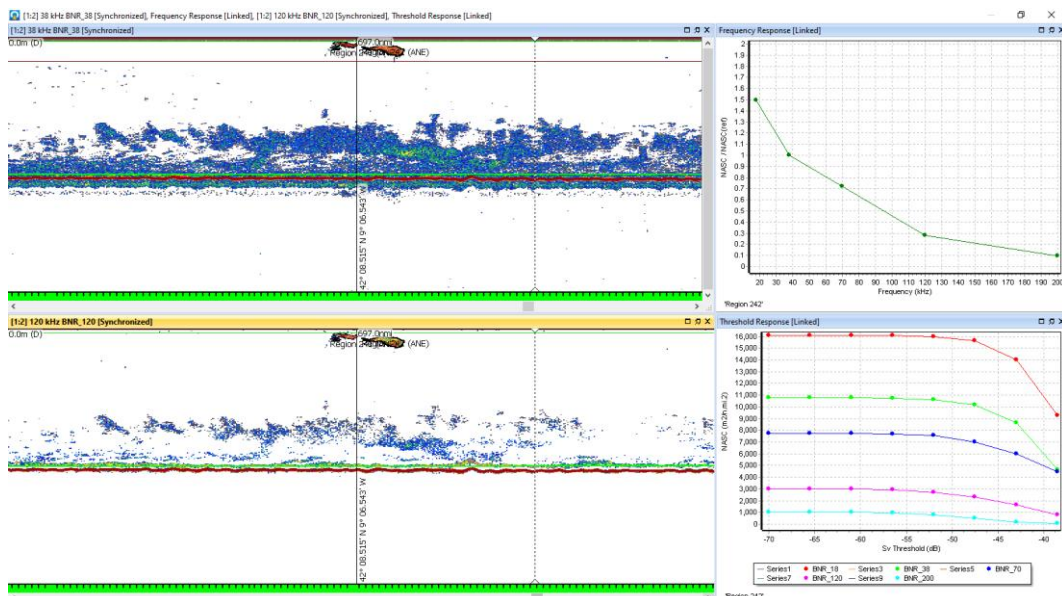 [1:2] 38 kHz BNR_38 [Synchronized], Frequency Response [Linked], [1:2] 120 kHz BNR_120 [Synchronized], Threshold Response [Linked]
[1:2] 38 kHz BNR_38 [Synchronized]
0.0m (D)
697.0nmi
(ANE)
42° 08.515' N 9° 06.543' W
Frequency Response [Linked]
2
1.9
1.8
1.7
1.6
1.5
1.4
1.3
1.2
1.1
1
0.9
0.8
0.7
0.6
0.5
0.4
0.3
0.2
0.1
0
NASC / NASC(ref)
20 30 40 50 60 70 80 90 100 110 120 130 140 150 160 170 180 190 200
Frequency (kHz)
'Region 242'
[1:2] 120 kHz BNR_120 [Synchronized]
0.0m (D)
697.0nmi
(ANE)
42° 08.515' N 9° 06.543' W
Threshold Response [Linked]
16,000
15,000
14,000
13,000
12,000
11,000
10,000
9,000
8,000
7,000
6,000
5,000
4,000
3,000
2,000
1,000
0
NASC (m2/n.mi 2)
-70 -65 -60 -55 -50 -45 -40
Sv Threshold (dB)
Series1 BNR_18 Series3 BNR_38 Series5 BNR_70
Series7 BNR_120 Series9 BNR_200